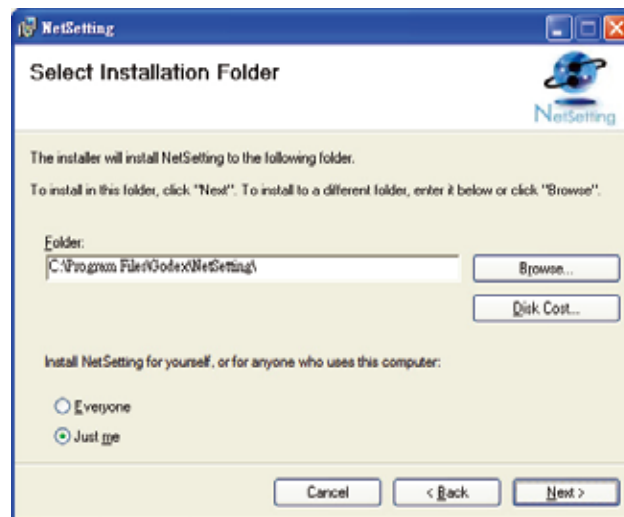 NetSetting
Select Installation Folder
NetSetting
The installer will install NetSetting to the following folder.
To install in this folder, click "Next". To install to a different folder, enter it below or click "Browse".
Folder:
C:\Program Files\Godex\NetSetting\
Browse...
Disk Cost...
Install NetSetting for yourself, or for anyone who uses this computer:
Everyone
Just me
Cancel
< Back
Next >